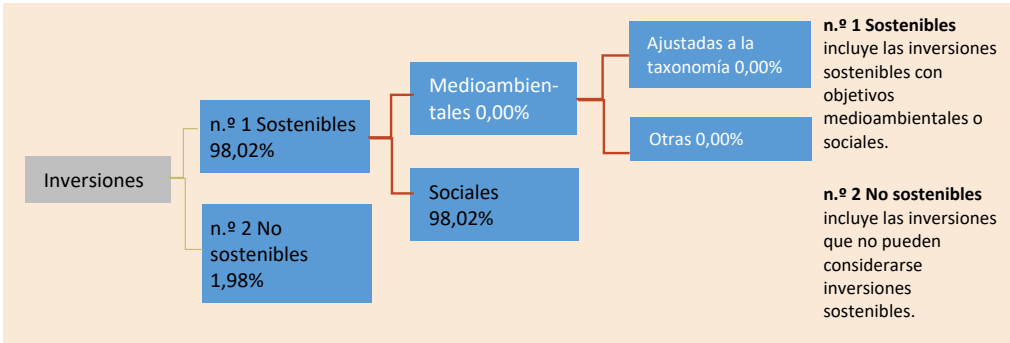 Inversiones
n.º 1 Sostenibles
98,02%
n.º 2 No
sostenibles
1,98%
Medioambien-
tales 0,00%
Sociales
98,02%
Ajustadas a la
taxonomía 0,00%
Otras 0,00%
n.º 1 Sostenibles
incluye las inversiones
sostenibles con
objetivos
medioambientales o
sociales.
n.º 2 No sostenibles
incluye las inversiones
que no pueden
considerarse
inversiones
sostenibles.